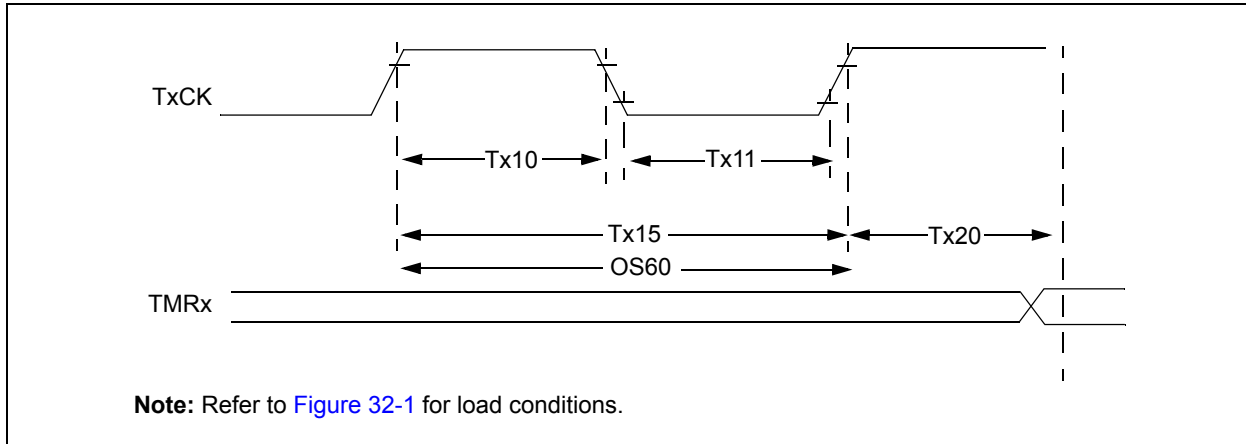 TxCK
Tx10
Tx11
Tx15
Tx20
OS60
TMRx
Note: Refer to Figure 32-1 for load conditions.